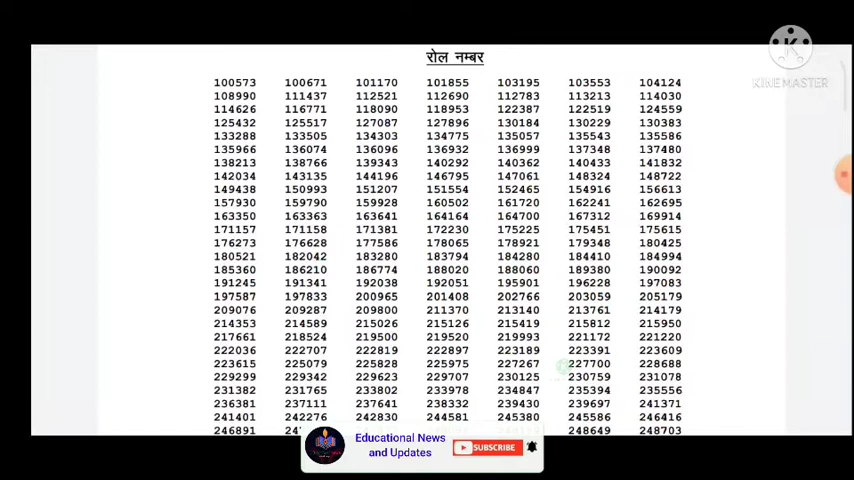 रोल नम्बर
KINEMASTER
100573 100671 101170 101855 103195 103553 104124
108990 111437 112521 112690 112783 113213 114030
114626 116771 118090 118953 122387 122519 124559
125432 125517 127087 127896 130184 130229 130383
133288 133505 134303 134775 135057 135543 135586
135966 136074 136096 136932 136999 137348 137480
138213 138766 139343 140292 140362 140433 141832
142034 143135 144196 146795 147061 148324 148722
149438 150993 151207 151554 152465 154916 156613
157930 159790 159928 160502 161720 162241 162695
163350 163363 163641 164164 164700 167312 169914
171157 171158 171381 172230 175225 175451 175615
176273 176628 177586 178065 178921 179348 180425
180521 182042 183280 183794 184280 184410 184994
185360 186210 186774 188020 188060 189380 190092
191245 191341 192038 192051 195901 196228 197083
197587 197833 200965 201408 202766 203059 205179
209076 209287 209800 211370 213140 213761 214179
214353 214589 215026 215126 215419 215812 215950
217661 218524 219500 219520 219993 221172 221220
222036 222707 222819 222897 223189 223391 223609
223615 225079 225828 225975 227267 227700 228688
229299 229342 229623 229707 230125 230759 231078
231382 231765 233802 233978 234847 235394 235556
236381 237111 237641 238332 239430 239697 241371
241401 242276 242830 244581 245380 245586 246416
246891 248649 248703
Educational News
and Updates
SUBSCRIBE